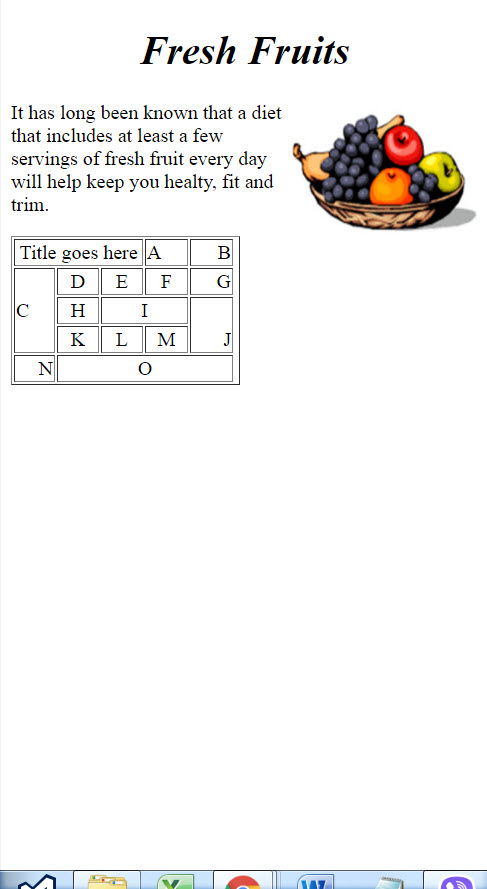 Fresh Fruits
It has long been known that a diet
that includes at least a few
servings of fresh fruit every day
will help keep you healty, fit and
trim.
Title goes here A B
D E F G
C H I
K L M J
N O